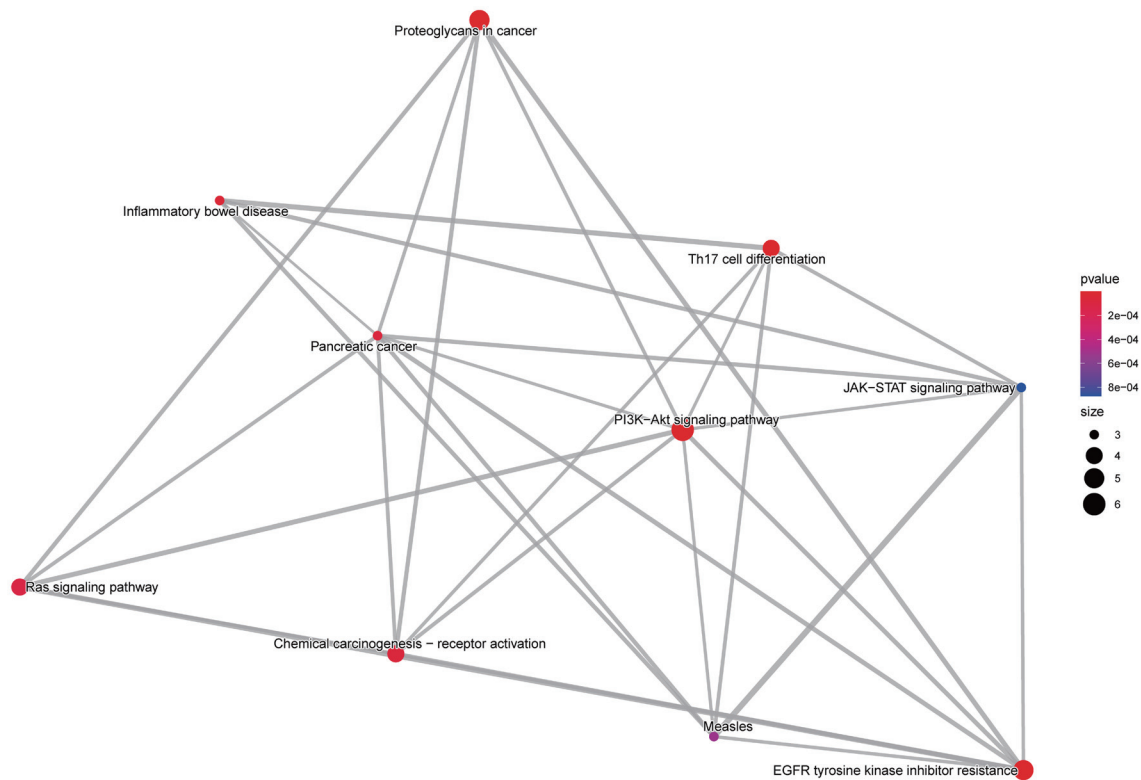 Proteoglycans in cancer
Inflammatory bowel disease
Th17 cell differentiation
Pancreatic cancer
JAK−STAT signaling pathway
PI3K−Akt signaling pathway
Ras signaling pathway
Chemical carcinogenesis − receptor activation
Measles
EGFR tyrosine kinase inhibitor resistance
pvalue
2e−04
4e−04
6e−04
8e−04
size
3
4
5
6